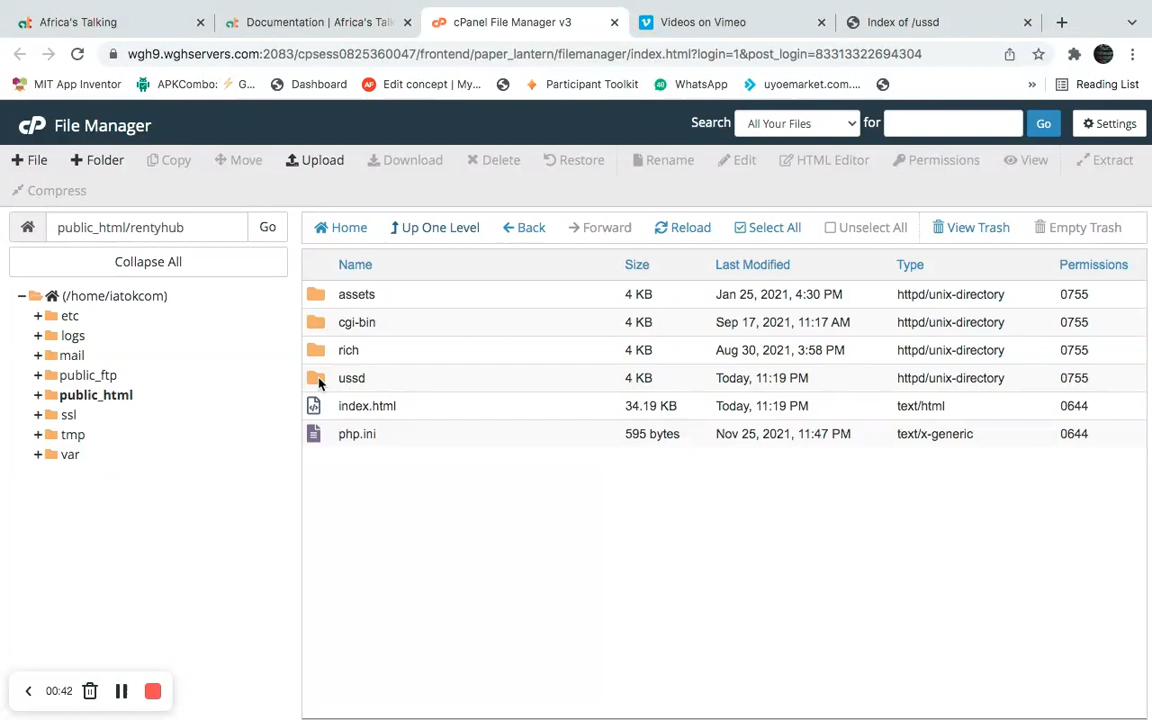 Africa's Talking
Documentation | Africa's Talk
cPanel File Manager v3
Videos on Vimeo
Index of /ussd
wgh9.wghservers.com:2083/cpsess0825360047/frontend/paper_lantern/filemanager/index.html?login=1&post_login=83313322694304
MIT App Inventor
APKCombo: ⚡ G...
Dashboard
Edit concept | My...
Participant Toolkit
WhatsApp
uyoemarket.com....
»
Reading List
cP File Manager
Search
All Your Files
for
Go
Settings
+ File
+ Folder
Copy
Move
Upload
Download
Delete
Restore
Rename
Edit
HTML Editor
Permissions
View
Extract
Compress
public_html/rentyhub
Go
Home
Up One Level
Back
Forward
Reload
Select All
Unselect All
View Trash
Empty Trash
Collapse All
(/home/iatokcom)
etc
logs
mail
public_ftp
public_html
ssl
tmp
var
Name Size Last Modified Type Permissions
assets 4 KB Jan 25, 2021, 4:30 PM httpd/unix-directory 0755
cgi-bin 4 KB Sep 17, 2021, 11:17 AM httpd/unix-directory 0755
rich 4 KB Aug 30, 2021, 3:58 PM httpd/unix-directory 0755
ussd 4 KB Today, 11:19 PM httpd/unix-directory 0755
index.html 34.19 KB Today, 11:19 PM text/html 0644
php.ini 595 bytes Nov 25, 2021, 11:47 PM text/x-generic 0644
00:42